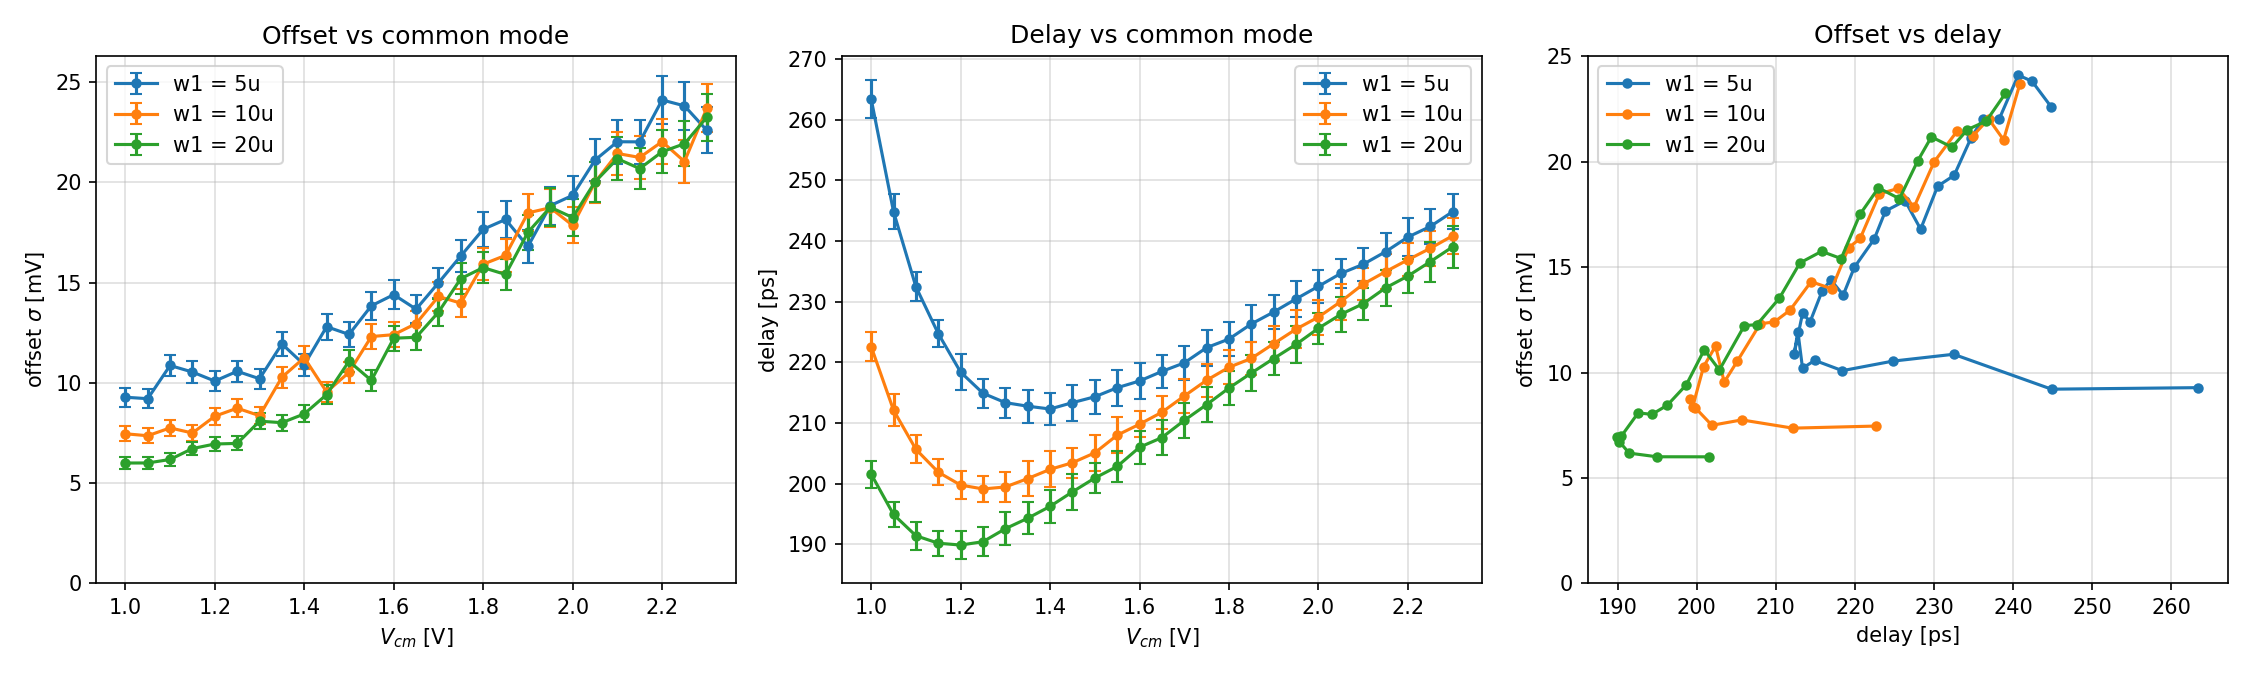 Offset vs common mode
w1 = 5u
w1 = 10u
w1 = 20u
25
20
15
10
5
0
offset σ [mV]
1.0 1.2 1.4 1.6 1.8 2.0 2.2
V_cm [V]
Delay vs common mode
w1 = 5u
w1 = 10u
w1 = 20u
270
260
250
240
230
220
210
200
190
delay [ps]
1.0 1.2 1.4 1.6 1.8 2.0 2.2
V_cm [V]
Offset vs delay
w1 = 5u
w1 = 10u
w1 = 20u
25
20
15
10
5
0
offset σ [mV]
190 200 210 220 230 240 250 260
delay [ps]